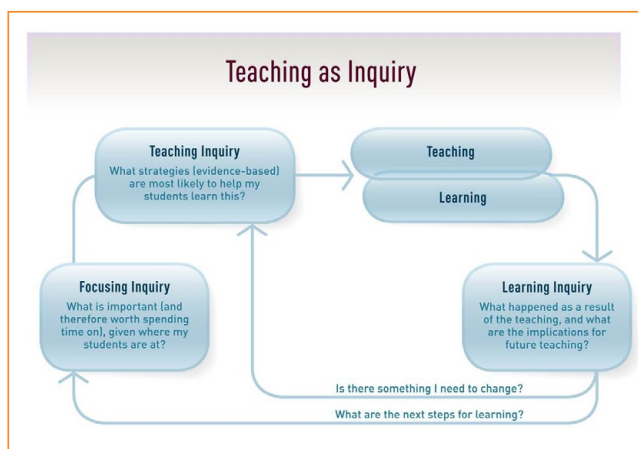 Teaching as Inquiry
Teaching Inquiry
What strategies (evidence-based)
are most likely to help my
students learn this?
Teaching
Learning
Focusing Inquiry
What is important (and
therefore worth spending
time on), given where my
students are at?
Learning Inquiry
What happened as a result
of the teaching, and what
are the implications for
future teaching?
Is there something I need to change?
What are the next steps for learning?